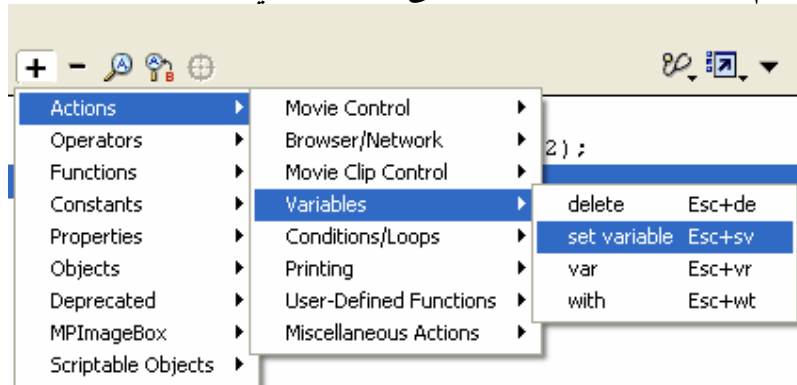 Actions
Operators
Functions
Constants
Properties
Objects
Deprecated
MPImageBox
Scriptable Objects
Movie Control
Browser/Network
Movie Clip Control
Variables
Conditions/Loops
Printing
User-Defined Functions
Miscellaneous Actions
2);
delete Esc+de
set variable Esc+sv
var Esc+vr
with Esc+wt